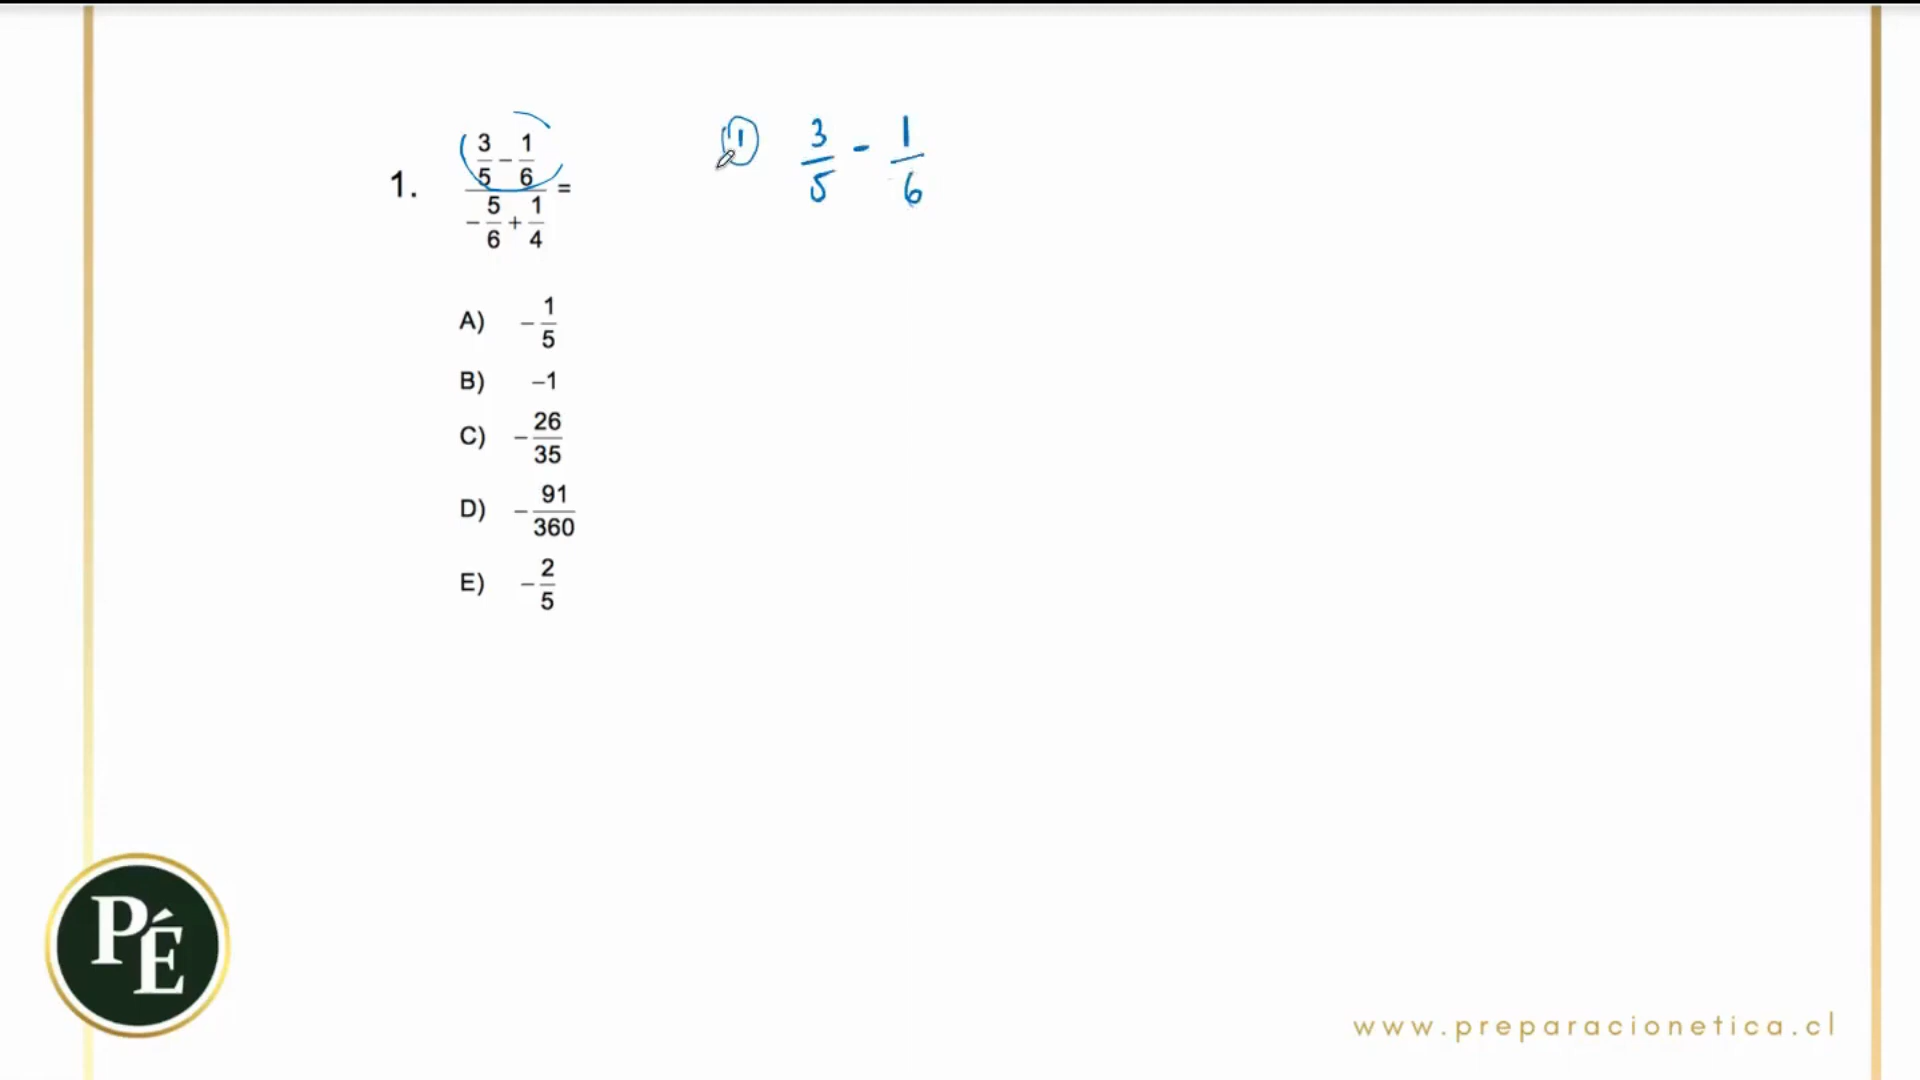 1. (3/5 - 1/6)/(-5/6 + 1/4) =
① 3/5 - 1/6
A) -1/5
B) -1
C) -26/35
D) -91/360
E) -2/5
PÉ
www.preparacionetica.cl